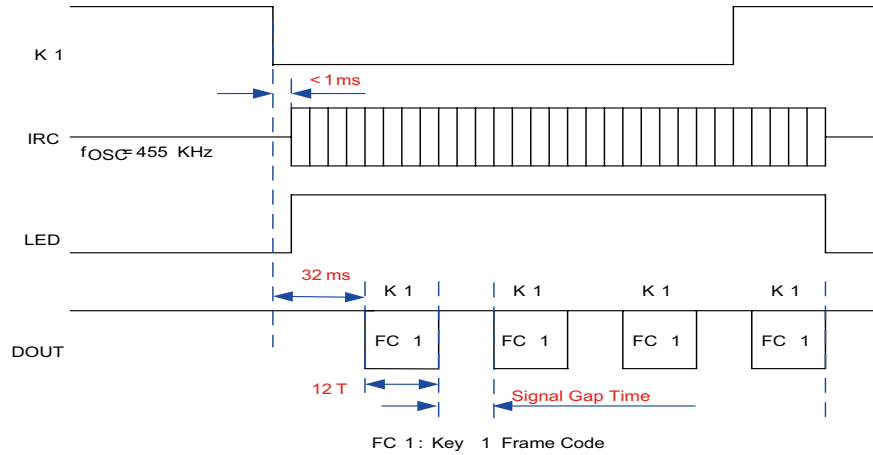 K 1
< 1 ms
IRC
fOSC= 455 KHz
LED
32 ms
K 1 K 1 K 1 K 1
DOUT
FC 1 FC 1 FC 1 FC 1
12 T
Signal Gap Time
FC 1 : Key 1 Frame Code